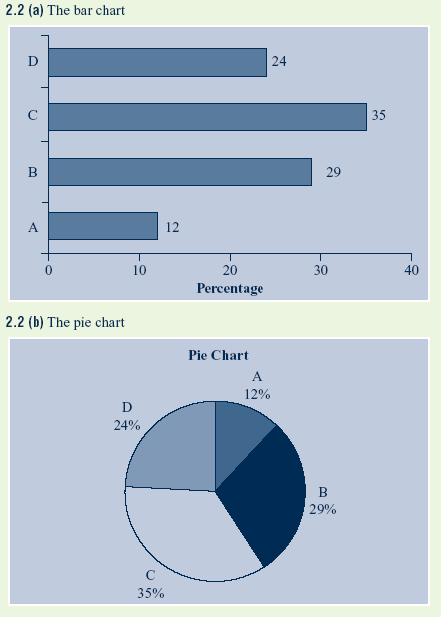 2.2 (a) The bar chart
D 24
C 35
B 29
A 12
0 10 20 30 40
Percentage
2.2 (b) The pie chart
Pie Chart
A
12%
D
24%
B
29%
C
35%